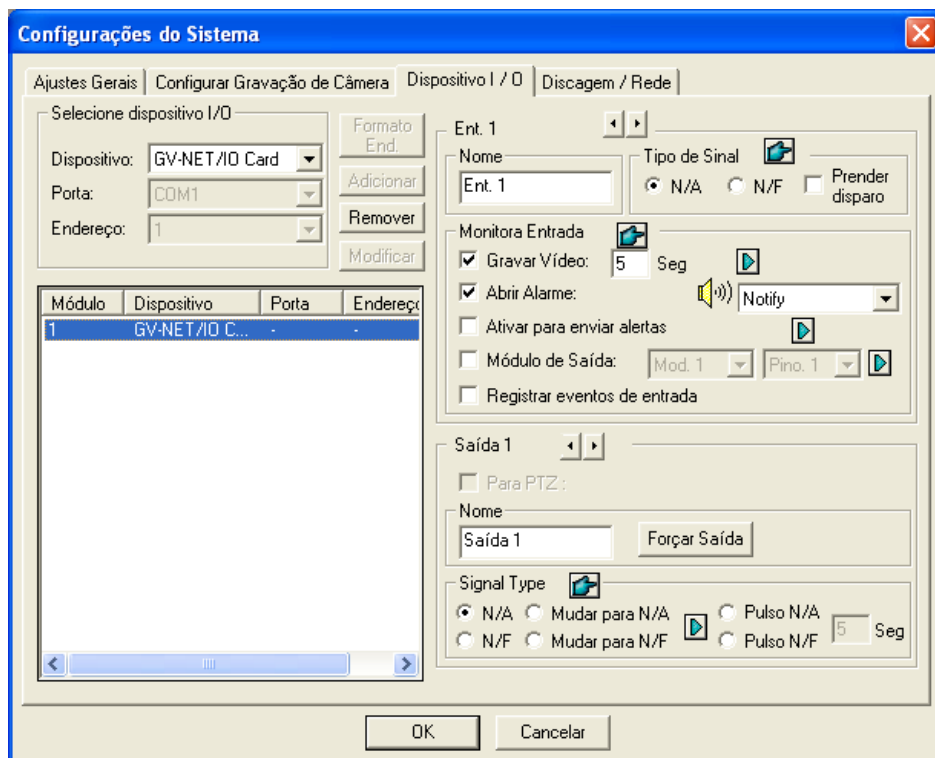 Configurações do Sistema
Ajustes Gerais
Configurar Gravação de Câmera
Dispositivo I / O
Discagem / Rede
Selecione dispositivo I/O
Dispositivo: GV-NET/IO Card
Porta: COM1
Endereço: 1
Formato End.
Adicionar
Remover
Modificar
Módulo Dispositivo Porta Endereço
1 GV-NET/IO C... - -
Ent. 1
Nome
Ent. 1
Tipo de Sinal
N/A N/F Prender disparo
Monitora Entrada
Gravar Vídeo: 5 Seg
Abrir Alarme: Notify
Ativar para enviar alertas
Módulo de Saída: Mod. 1 Pino. 1
Registrar eventos de entrada
Saída 1
Para PTZ :
Nome
Saída 1 Forçar Saída
Signal Type
N/A Mudar para N/A Pulso N/A
N/F Mudar para N/F Pulso N/F 5 Seg
OK Cancelar